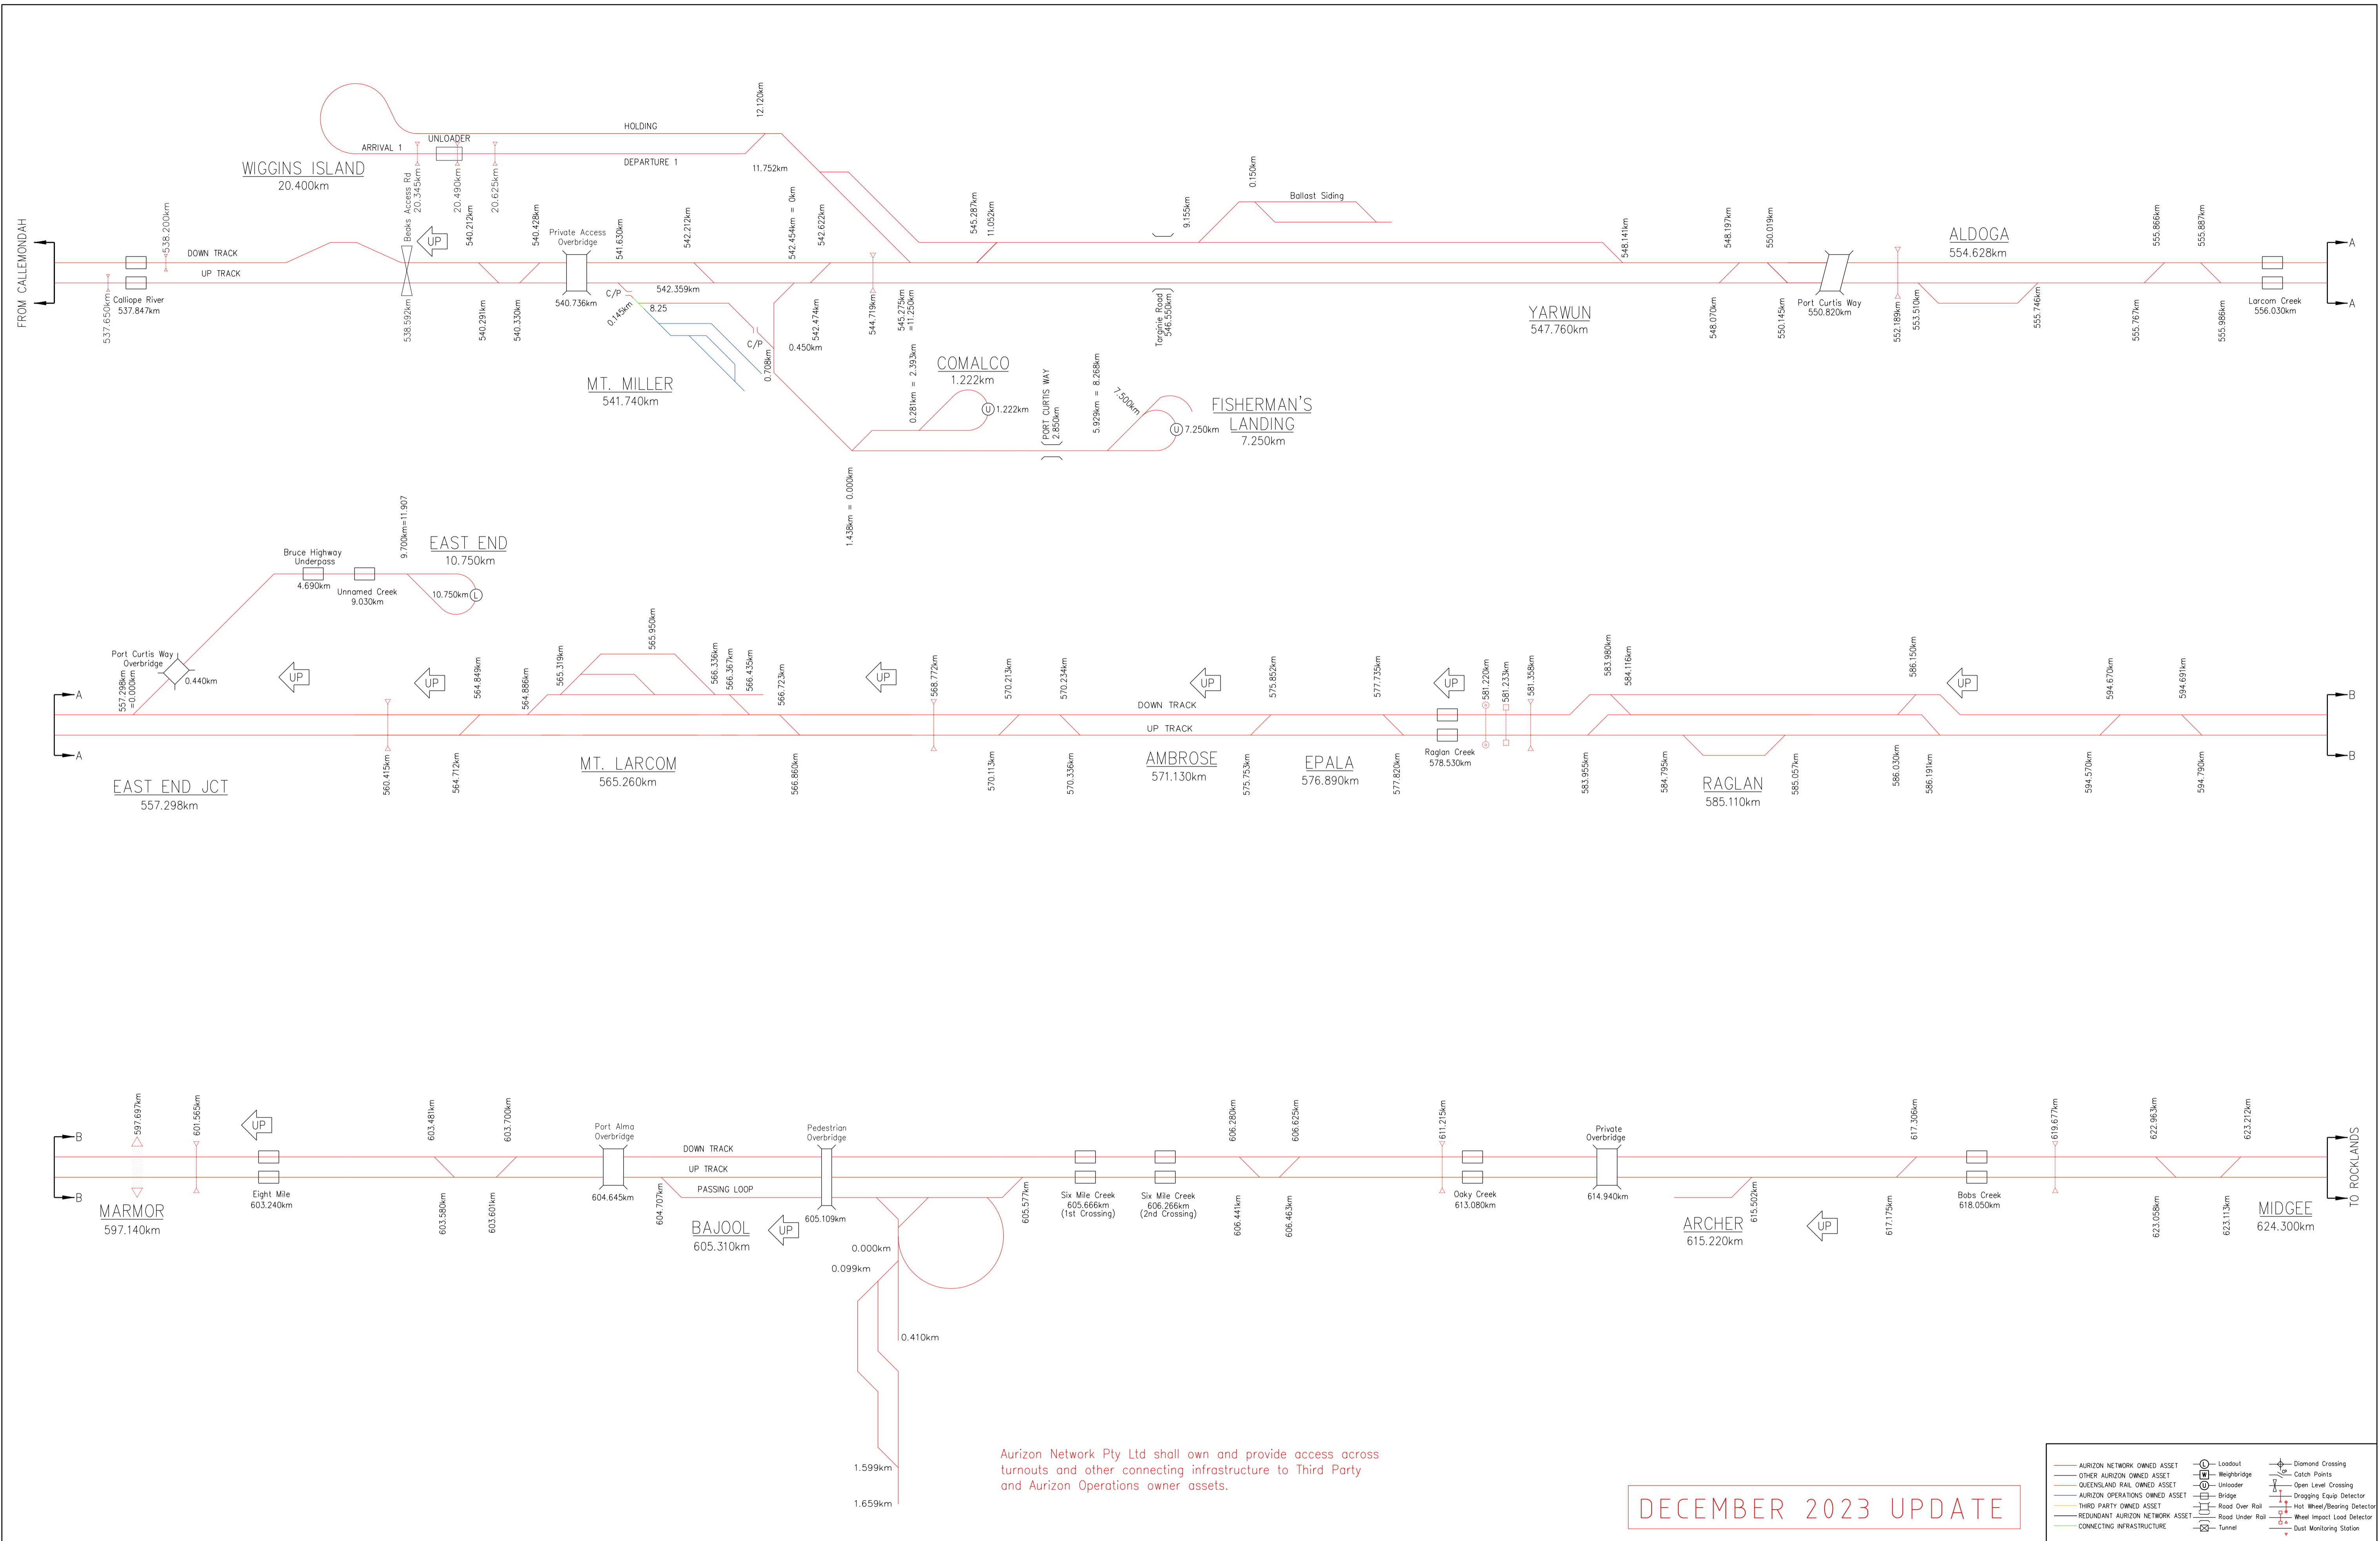 12.120km
HOLDING
UNLOADER
ARRIVAL 1
DEPARTURE 1
WIGGINS ISLAND
20.400km
11.752km
Beaks Access Rd
20.345km
20.490km
20.625km
0.150km
Ballast Siding
FROM CALLEMONDAH
538.200km
DOWN TRACK
UP TRACK
UP
540.212km
540.428km
Private Access
Overbridge
541.630km
542.212km
542.454km = 0km
542.622km
545.287km
11.052km
9.155km
548.141km
548.197km
550.019km
ALDOGA
554.628km
555.866km
555.887km
A
A
537.650km
Calliope River
537.847km
538.592km
540.291km
540.330km
540.736km
C/P
0.145km
542.359km
8.25
C/P
0.708km
0.450km
542.474km
544.719km
545.275km
=11.250km
Targinie Road
546.550km
YARWUN
547.760km
548.070km
550.145km
Port Curtis Way
550.820km
552.189km
553.510km
555.746km
555.767km
555.986km
Larcom Creek
556.030km
MT. MILLER
541.740km
0.281km = 2.393km
COMALCO
1.222km
U
1.222km
PORT CURTIS WAY
2.850km
5.929km = 8.268km
7.500km
U
7.250km
FISHERMAN'S
LANDING
7.250km
1.438km = 0.000km
9.700km=11.907
EAST END
10.750km
Bruce Highway
Underpass
4.690km
Unnamed Creek
9.030km
10.750km
L
Port Curtis Way
Overbridge
0.440km
557.298km
=0.000km
UP
UP
564.849km
564.886km
565.319km
565.950km
566.336km
566.367km
566.435km
566.723km
UP
568.772km
570.213km
570.234km
UP
575.852km
577.735km
UP
581.220km
581.233km
581.358km
583.980km
584.116km
586.150km
UP
594.670km
594.691km
A
A
DOWN TRACK
UP TRACK
B
B
EAST END JCT
557.298km
560.415km
564.712km
MT. LARCOM
565.260km
566.860km
570.113km
570.336km
AMBROSE
571.130km
575.753km
EPALA
576.890km
577.820km
Raglan Creek
578.530km
583.955km
584.795km
RAGLAN
585.110km
585.057km
586.030km
586.191km
594.570km
594.790km
597.697km
601.565km
UP
603.481km
603.700km
Port Alma
Overbridge
DOWN TRACK
UP TRACK
PASSING LOOP
Pedestrian
Overbridge
606.280km
606.625km
611.215km
Private
Overbridge
617.306km
619.677km
622.963km
623.212km
TO ROCKLANDS
B
B
MARMOR
597.140km
Eight Mile
603.240km
603.580km
603.601km
604.645km
604.707km
BAJOOL
605.310km
UP
605.109km
605.577km
Six Mile Creek
605.666km
(1st Crossing)
Six Mile Creek
606.266km
(2nd Crossing)
606.441km
606.463km
Oaky Creek
613.080km
614.940km
ARCHER
615.220km
615.502km
UP
617.175km
Bobs Creek
618.050km
623.058km
623.113km
MIDGEE
624.300km
0.000km
0.099km
0.410km
1.599km
1.659km
Aurizon Network Pty Ltd shall own and provide access across
turnouts and other connecting infrastructure to Third Party
and Aurizon Operations owner assets.
DECEMBER 2023 UPDATE
AURIZON NETWORK OWNED ASSET
OTHER AURIZON OWNED ASSET
QUEENSLAND RAIL OWNED ASSET
AURIZON OPERATIONS OWNED ASSET
THIRD PARTY OWNED ASSET
REDUNDANT AURIZON NETWORK ASSET
CONNECTING INFRASTRUCTURE
L Loadout
W Weighbridge
U Unloader
Bridge
Road Over Rail
Road Under Rail
Tunnel
Diamond Crossing
CP Catch Points
Open Level Crossing
Dragging Equip Detector
Hot Wheel/Bearing Detector
Wheel Impact Load Detector
Dust Monitoring Station